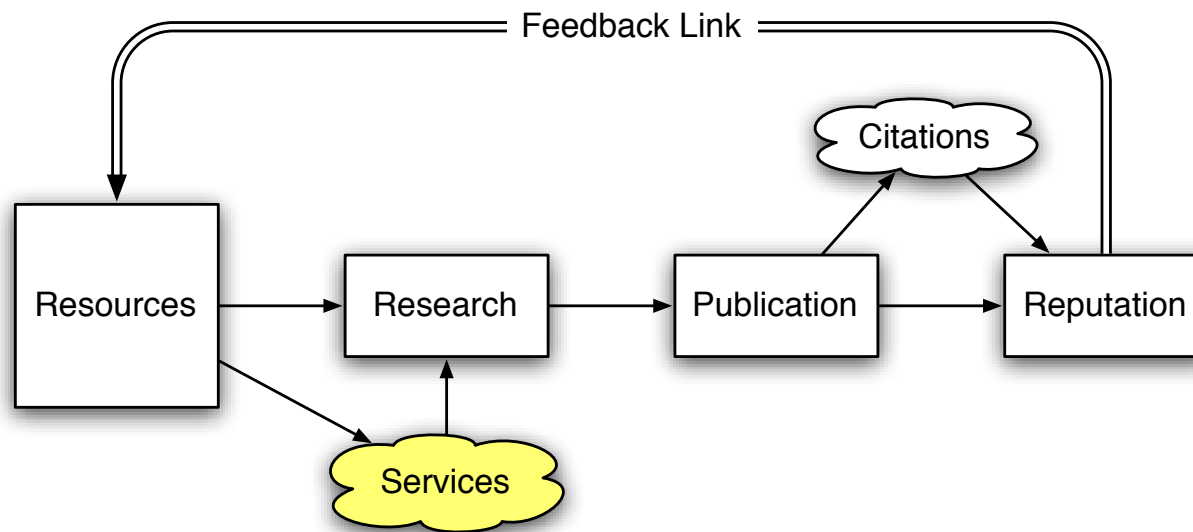 Feedback Link
Citations
Resources
Research
Publication
Reputation
Services